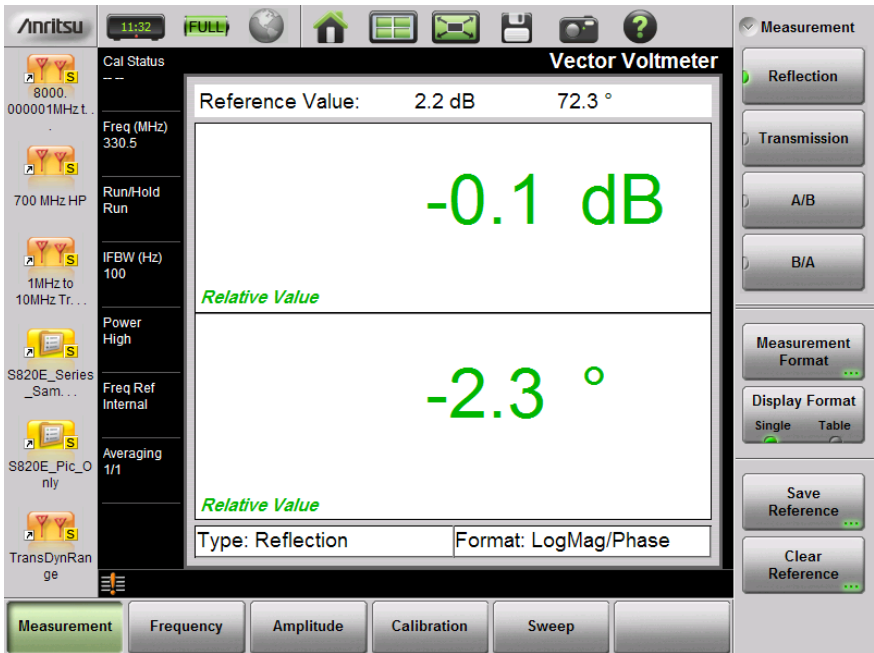 Anritsu
11:32
FULL
?
Measurement
8000.
000001MHz t. .
.
700 MHz HP
1MHz to
10MHz Tr. . .
S820E_Series
_Sam. . .
S820E_Pic_O
nly
TransDynRan
ge
Cal Status
-- --
Freq (MHz)
330.5
Run/Hold
Run
IFBW (Hz)
100
Power
High
Freq Ref
Internal
Averaging
1/1
Vector Voltmeter
Reference Value: 2.2 dB 72.3 °
-0.1 dB
Relative Value
-2.3 °
Relative Value
Type: Reflection
Format: LogMag/Phase
Reflection
Transmission
A/B
B/A
Measurement
Format
Display Format
Single Table
Save
Reference
Clear
Reference
Measurement Frequency Amplitude Calibration Sweep